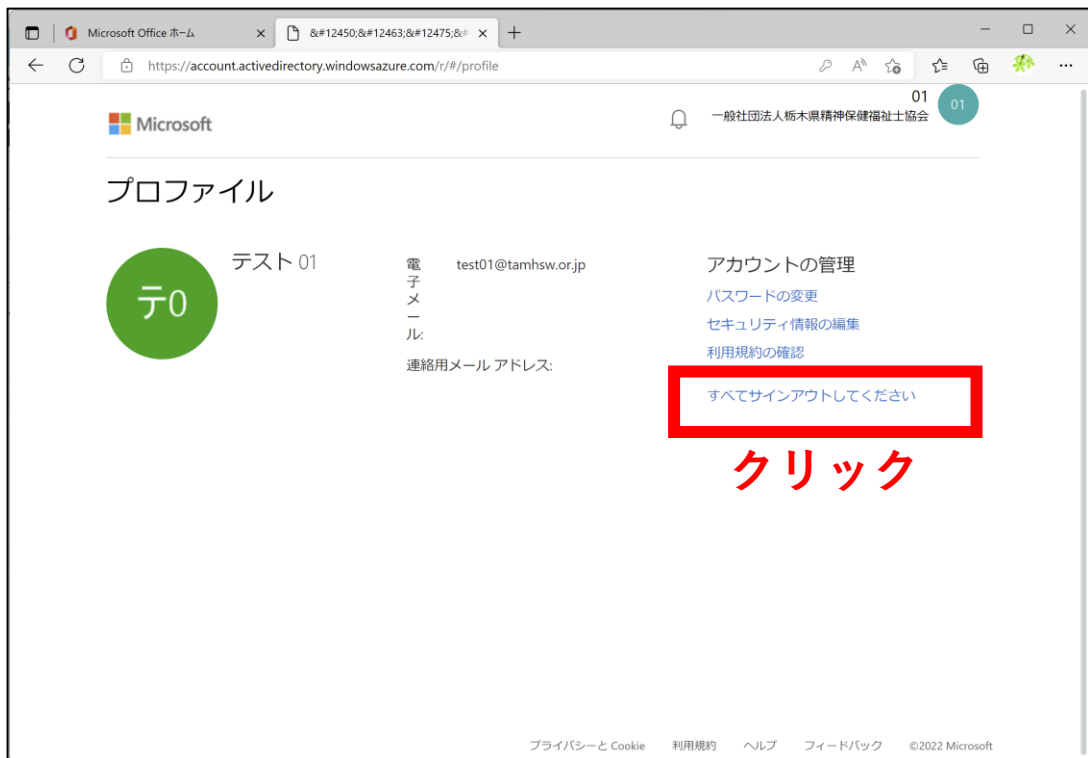 Microsoft Office ホーム
&#12450;&#12463;&#12475;&#
https://account.activedirectory.windowsazure.com/r/#/profile
Microsoft
01
一般社団法人栃木県精神保健福祉士協会
01
プロファイル
テ0
テスト 01
電子メール:
test01@tamhsw.or.jp
連絡用メール アドレス:
アカウントの管理
パスワードの変更
セキュリティ情報の編集
利用規約の確認
すべてサインアウトしてください
クリック
プライバシーと Cookie 利用規約 ヘルプ フィードバック ©2022 Microsoft